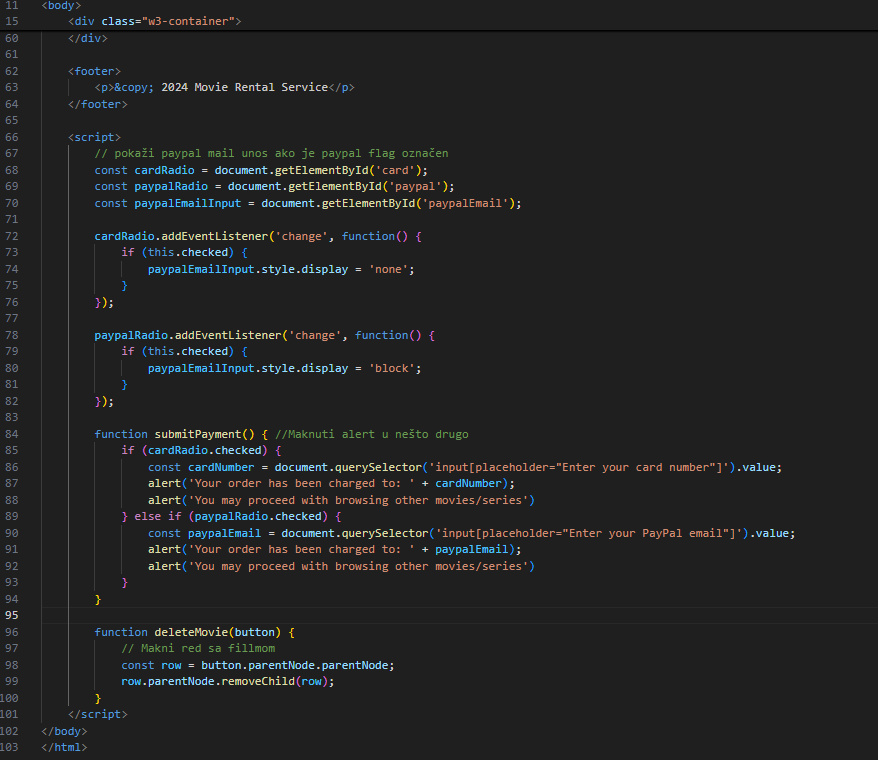 11 <body>
15 <div class="w3-container">
60 </div>
61
62 <footer>
63 <p>&copy; 2024 Movie Rental Service</p>
64 </footer>
65
66 <script>
67 // pokaži paypal mail unos ako je paypal flag označen
68 const cardRadio = document.getElementById('card');
69 const paypalRadio = document.getElementById('paypal');
70 const paypalEmailInput = document.getElementById('paypalEmail');
71
72 cardRadio.addEventListener('change', function() {
73 if (this.checked) {
74 paypalEmailInput.style.display = 'none';
75 }
76 });
77
78 paypalRadio.addEventListener('change', function() {
79 if (this.checked) {
80 paypalEmailInput.style.display = 'block';
81 }
82 });
83
84 function submitPayment() { //Maknuti alert u nešto drugo
85 if (cardRadio.checked) {
86 const cardNumber = document.querySelector('input[placeholder="Enter your card number"]').value;
87 alert('Your order has been charged to: ' + cardNumber);
88 alert('You may proceed with browsing other movies/series')
89 } else if (paypalRadio.checked) {
90 const paypalEmail = document.querySelector('input[placeholder="Enter your PayPal email"]').value;
91 alert('Your order has been charged to: ' + paypalEmail);
92 alert('You may proceed with browsing other movies/series')
93 }
94 }
95
96 function deleteMovie(button) {
97 // Makni red sa fillmom
98 const row = button.parentNode.parentNode;
99 row.parentNode.removeChild(row);
100 }
101 </script>
102 </body>
103 </html>